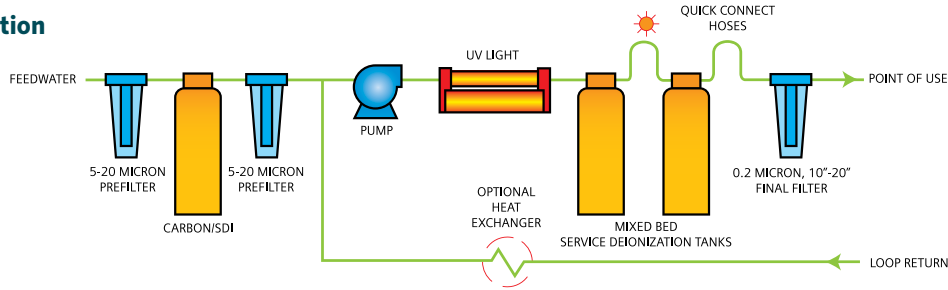 tion
QUICK CONNECT
HOSES
UV LIGHT
FEEDWATER
POINT OF USE
PUMP
5-20 MICRON
PREFILTER
5-20 MICRON
PREFILTER
0.2 MICRON, 10"-20"
FINAL FILTER
OPTIONAL
HEAT
EXCHANGER
CARBON/SDI
MIXED BED
SERVICE DEIONIZATION TANKS
LOOP RETURN